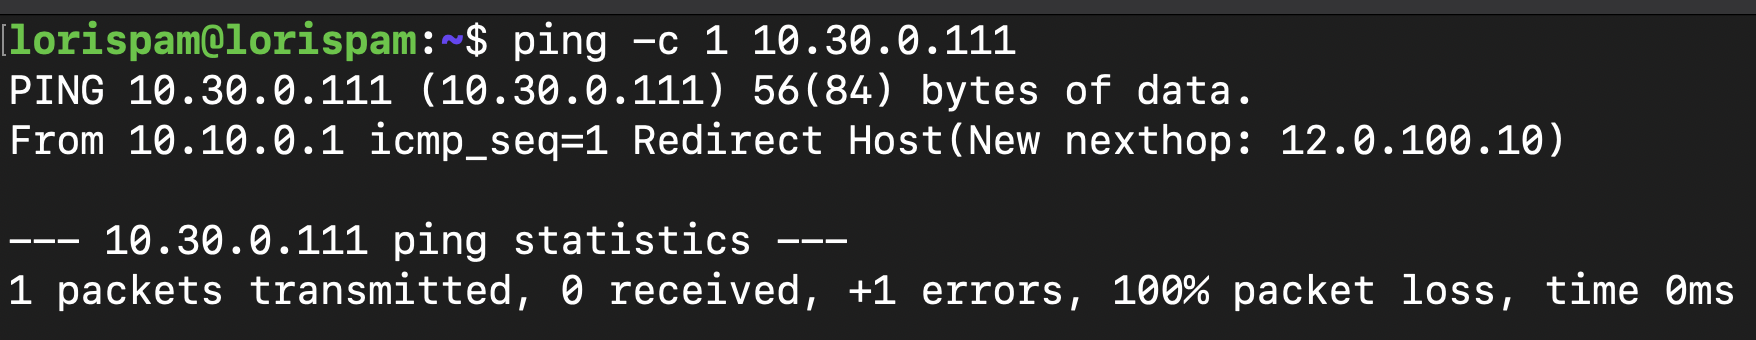 lorispam@lorispam:~$ ping -c 1 10.30.0.111
PING 10.30.0.111 (10.30.0.111) 56(84) bytes of data.
From 10.10.0.1 icmp_seq=1 Redirect Host(New nexthop: 12.0.100.10)
--- 10.30.0.111 ping statistics ---
1 packets transmitted, 0 received, +1 errors, 100% packet loss, time 0ms